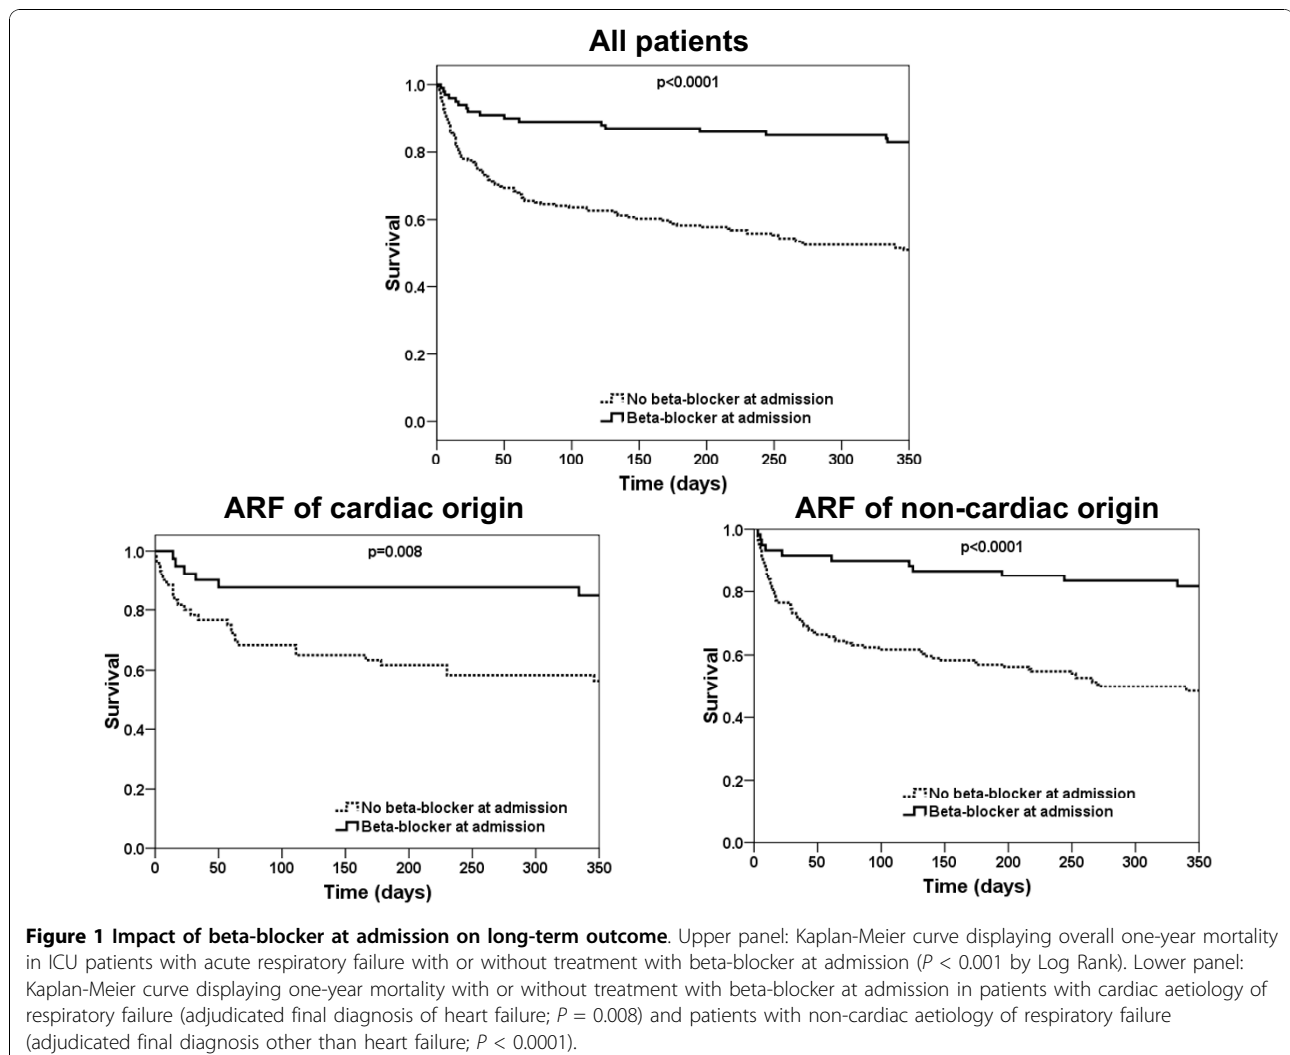 All patients
p<0.0001
1.0
0.8
0.6
0.4
0.2
0.0
Survival
No beta-blocker at admission
Beta-blocker at admission
0 50 100 150 200 250 300 350
Time (days)
ARF of cardiac origin
p=0.008
1.0
0.8
0.6
0.4
0.2
0.0
Survival
No beta-blocker at admission
Beta-blocker at admission
0 50 100 150 200 250 300 350
Time (days)
ARF of non-cardiac origin
p<0.0001
1.0
0.8
0.6
0.4
0.2
0.0
Survival
No beta-blocker at admission
Beta-blocker at admission
0 50 100 150 200 250 300 350
Time (days)
Figure 1 Impact of beta-blocker at admission on long-term outcome. Upper panel: Kaplan-Meier curve displaying overall one-year mortality
in ICU patients with acute respiratory failure with or without treatment with beta-blocker at admission (P < 0.001 by Log Rank). Lower panel:
Kaplan-Meier curve displaying one-year mortality with or without treatment with beta-blocker at admission in patients with cardiac aetiology of
respiratory failure (adjudicated final diagnosis of heart failure; P = 0.008) and patients with non-cardiac aetiology of respiratory failure
(adjudicated final diagnosis other than heart failure; P < 0.0001).